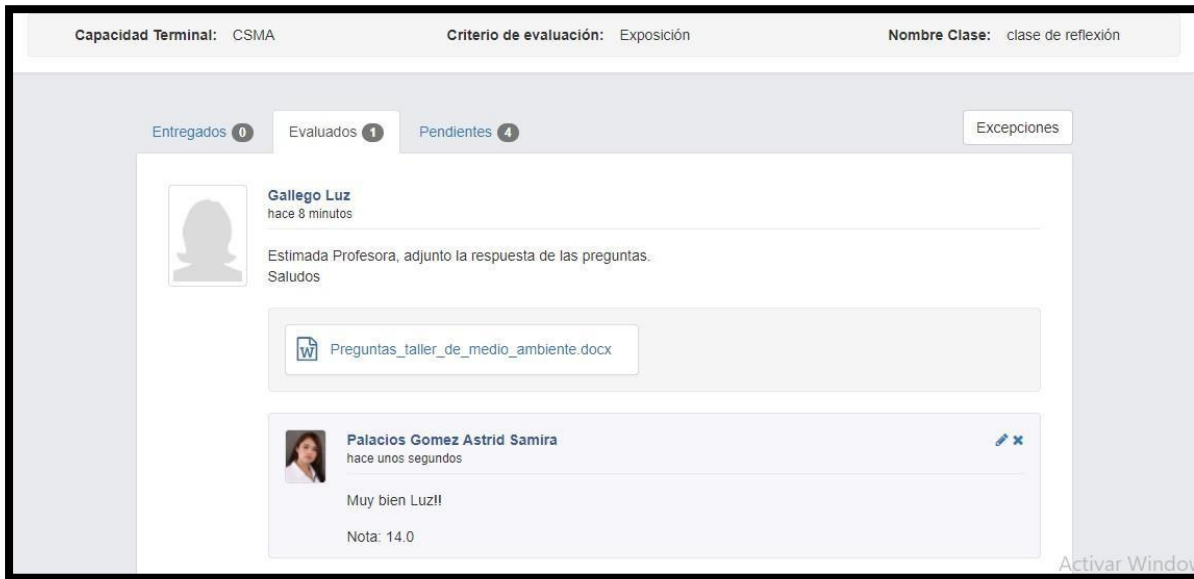 Capacidad Terminal: CSMA Criterio de evaluación: Exposición Nombre Clase: clase de reflexión
Entregados 0 Evaluados 1 Pendientes 4 Excepciones
Gallego Luz
hace 8 minutos
Estimada Profesora, adjunto la respuesta de las preguntas.
Saludos
W Preguntas_taller_de_medio_ambiente.docx
Palacios Gomez Astrid Samira
hace unos segundos
Muy bien Luz!!
Nota: 14.0
Activar Window